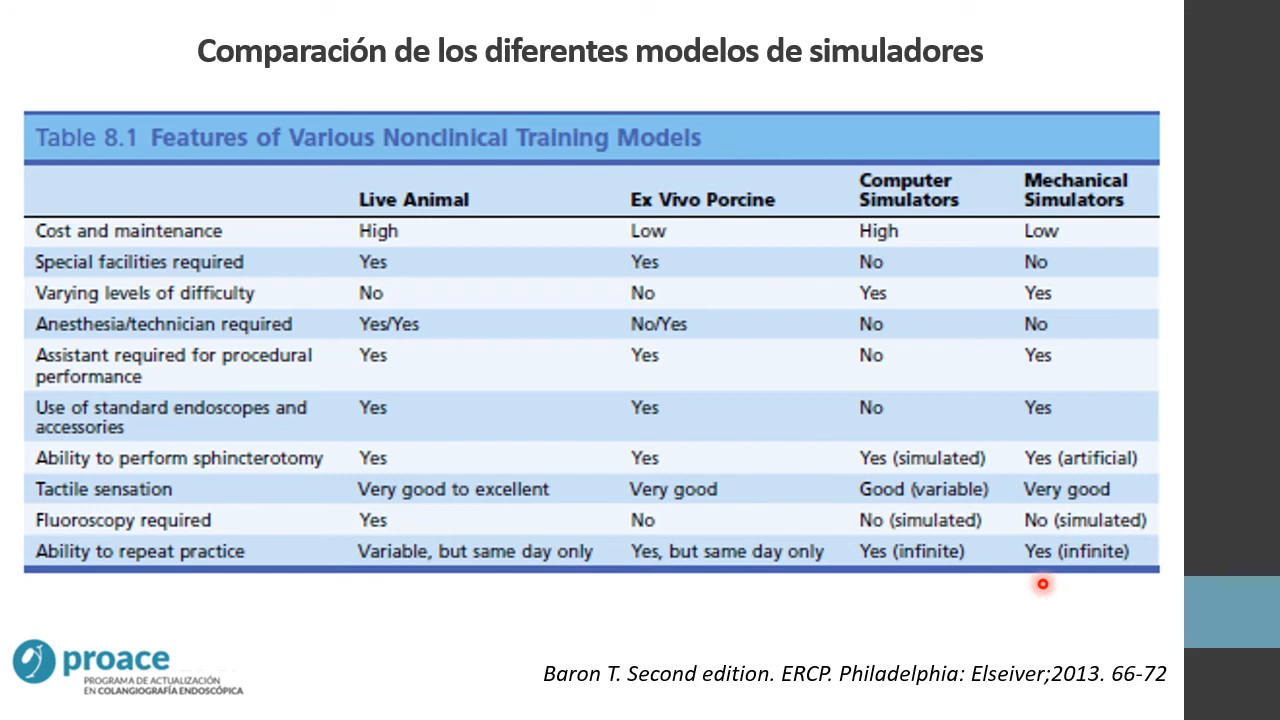 Comparación de los diferentes modelos de simuladores
Table 8.1 Features of Various Nonclinical Training Models
Live Animal Ex Vivo Porcine Computer Simulators Mechanical Simulators
Cost and maintenance High Low High Low
Special facilities required Yes Yes No No
Varying levels of difficulty No No Yes Yes
Anesthesia/technician required Yes/Yes No/Yes No No
Assistant required for procedural performance Yes Yes No Yes
Use of standard endoscopes and accessories Yes Yes No Yes
Ability to perform sphincterotomy Yes Yes Yes (simulated) Yes (artificial)
Tactile sensation Very good to excellent Very good Good (variable) Very good
Fluoroscopy required Yes No No (simulated) No (simulated)
Ability to repeat practice Variable, but same day only Yes, but same day only Yes (infinite) Yes (infinite)
proace
PROGRAMA DE ACTUALIZACIÓN
EN COLANGIOGRAFÍA ENDOSCÓPICA
Baron T. Second edition. ERCP. Philadelphia: Elseiver;2013. 66-72